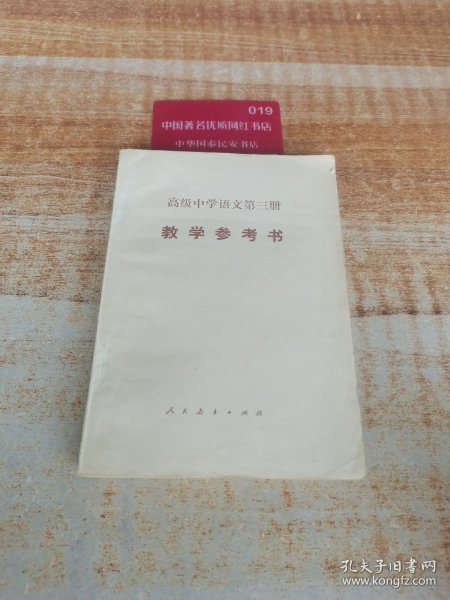 019
中国著名优质网红书店
中华国泰民安书店
高级中学语文第三册
教学参考书
人民教育出版社
孔夫子旧书网
www.kongfz.com